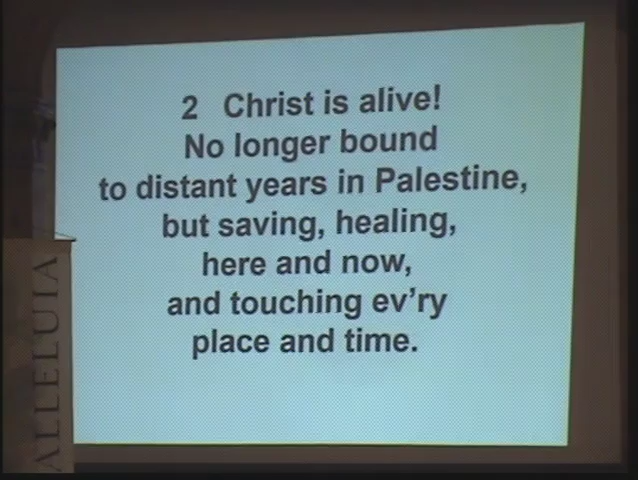 2 Christ is alive!
No longer bound
to distant years in Palestine,
but saving, healing,
here and now,
and touching ev'ry
place and time.
ALLELUIA